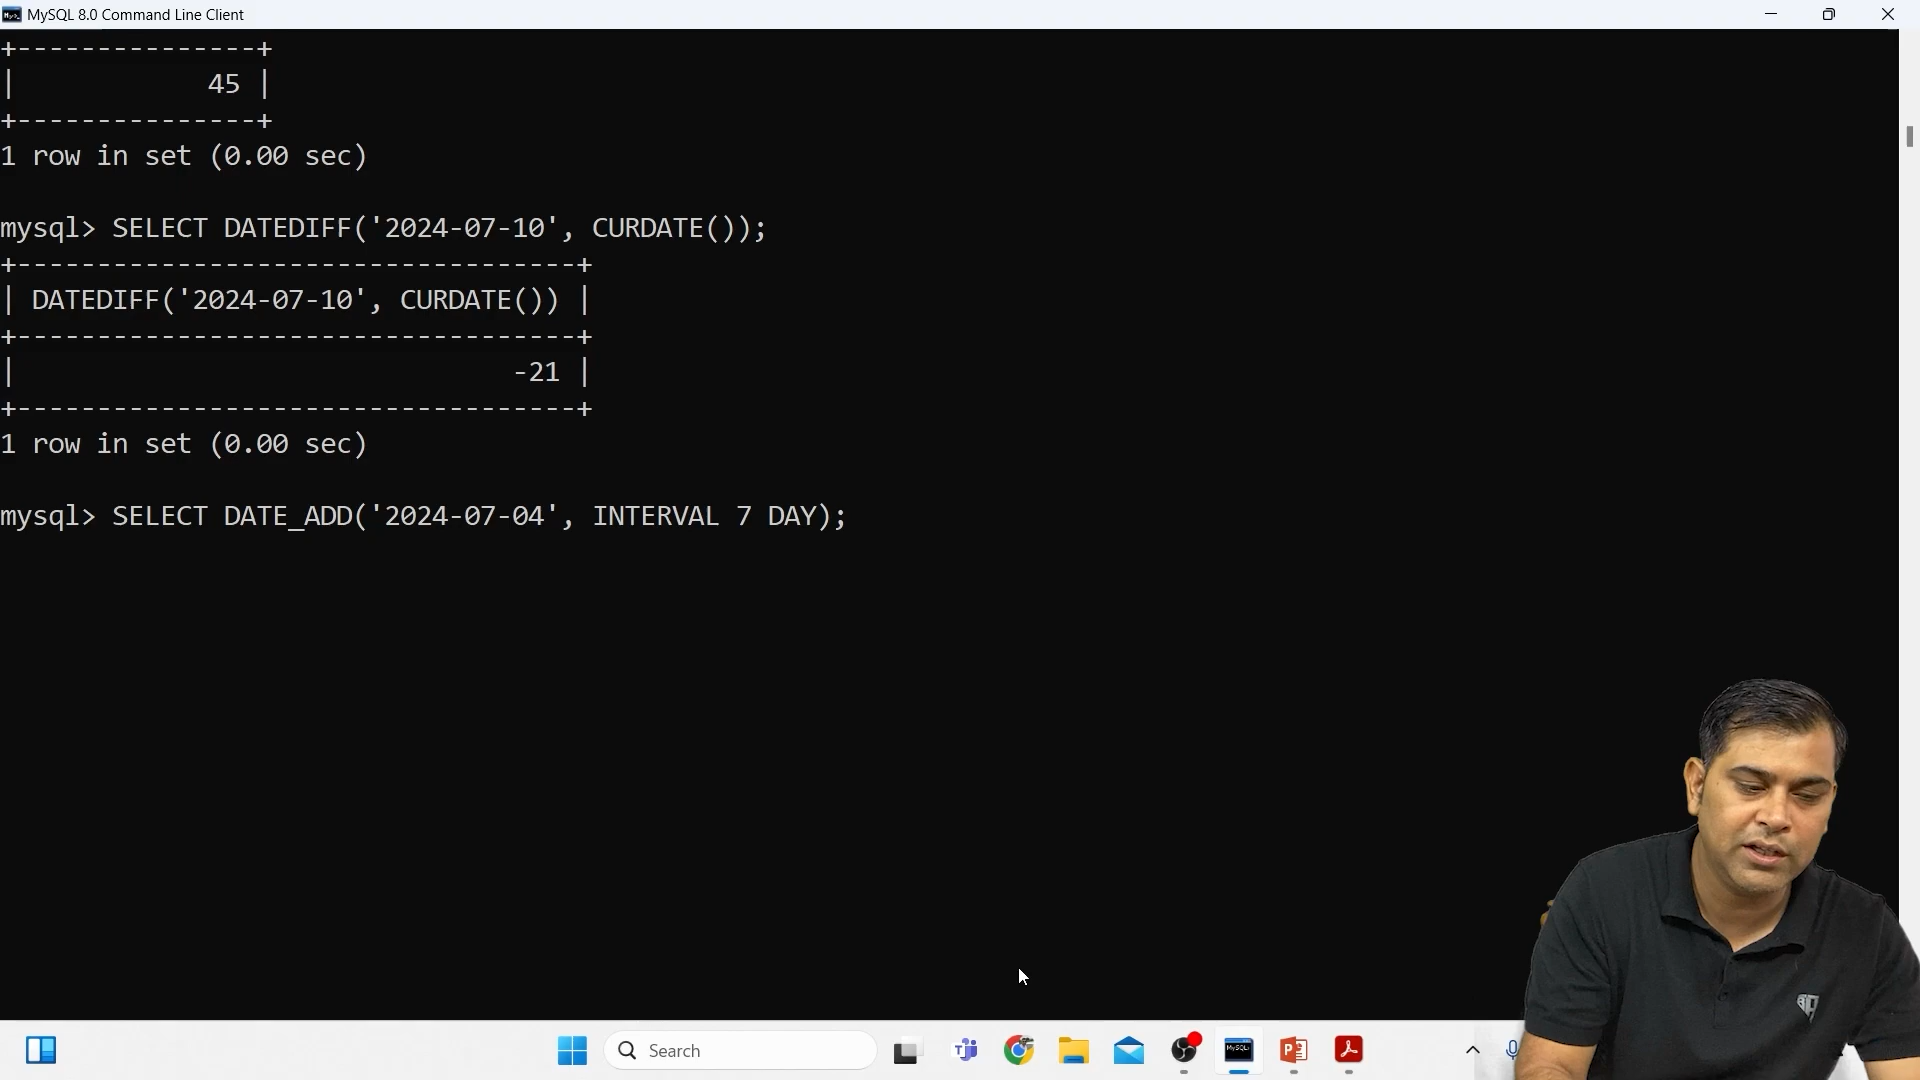 MySQL 8.0 Command Line Client
+---------------+
|            45 |
+---------------+
1 row in set (0.00 sec)
mysql> SELECT DATEDIFF('2024-07-10', CURDATE());
+-----------------------------------+
| DATEDIFF('2024-07-10', CURDATE()) |
+-----------------------------------+
|                               -21 |
+-----------------------------------+
1 row in set (0.00 sec)
mysql> SELECT DATE_ADD('2024-07-04', INTERVAL 7 DAY);
Search